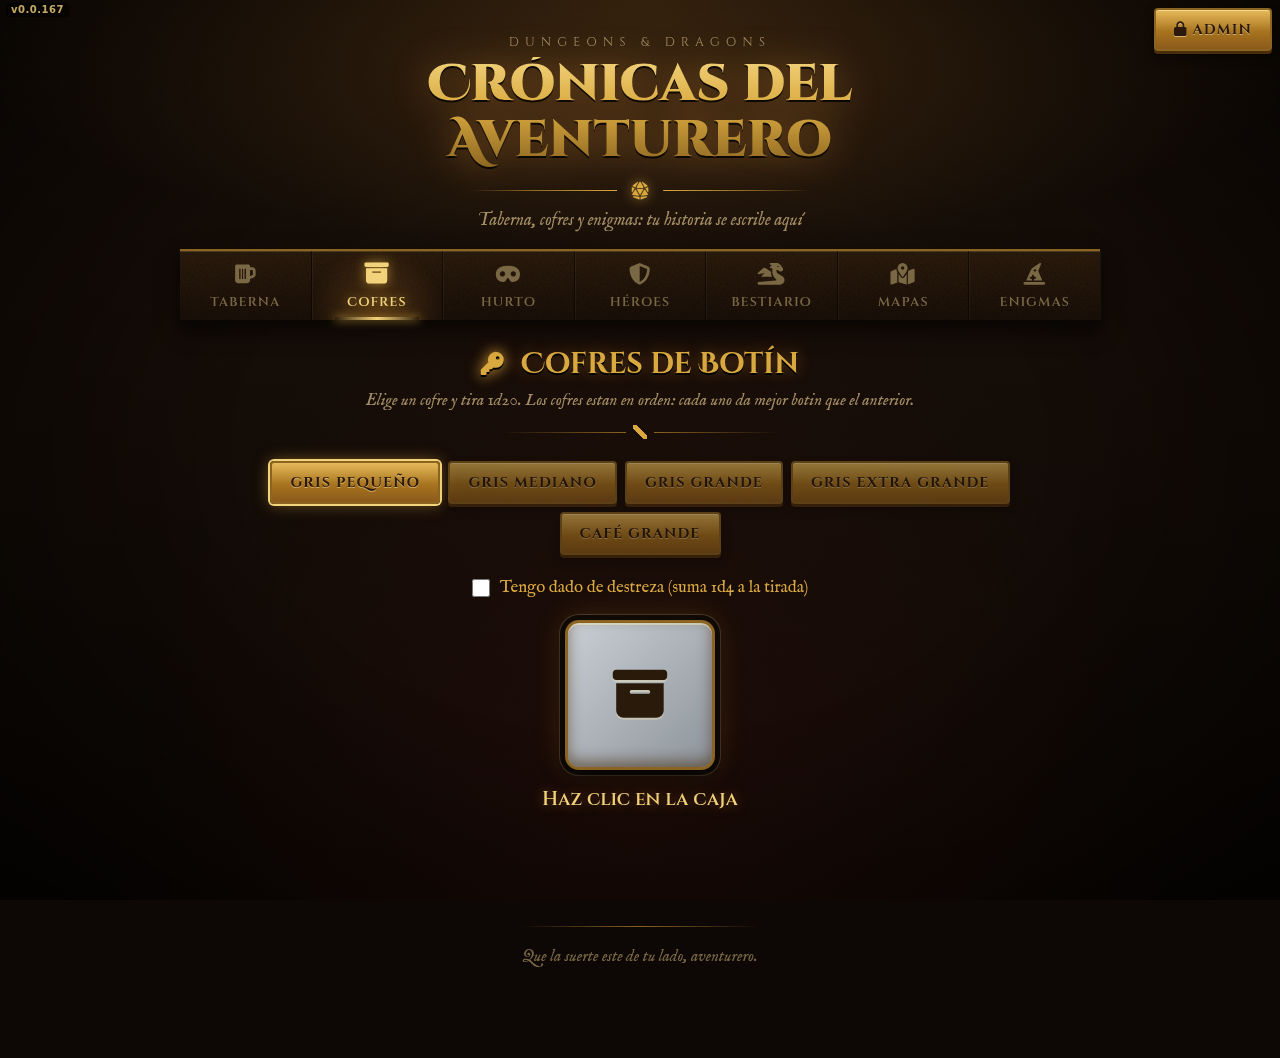 v0.0.167
ADMIN
DUNGEONS & DRAGONS
CRÓNICAS DEL
AVENTURERO
Taberna, cofres y enigmas: tu historia se escribe aquí
TABERNA
COFRES
HURTO
HÉROES
BESTIARIO
MAPAS
ENIGMAS
COFRES DE BOTÍN
Elige un cofre y tira 1d20. Los cofres estan en orden: cada uno da mejor botin que el anterior.
GRIS PEQUEÑO
GRIS MEDIANO
GRIS GRANDE
GRIS EXTRA GRANDE
CAFÉ GRANDE
Tengo dado de destreza (suma 1d4 a la tirada)
HAZ CLIC EN LA CAJA
Que la suerte este de tu lado, aventurero.